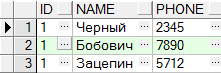 ID NAME PHONE
1 1 Черный 2345
2 1 Бобович 7890
3 1 Зацепин 5712